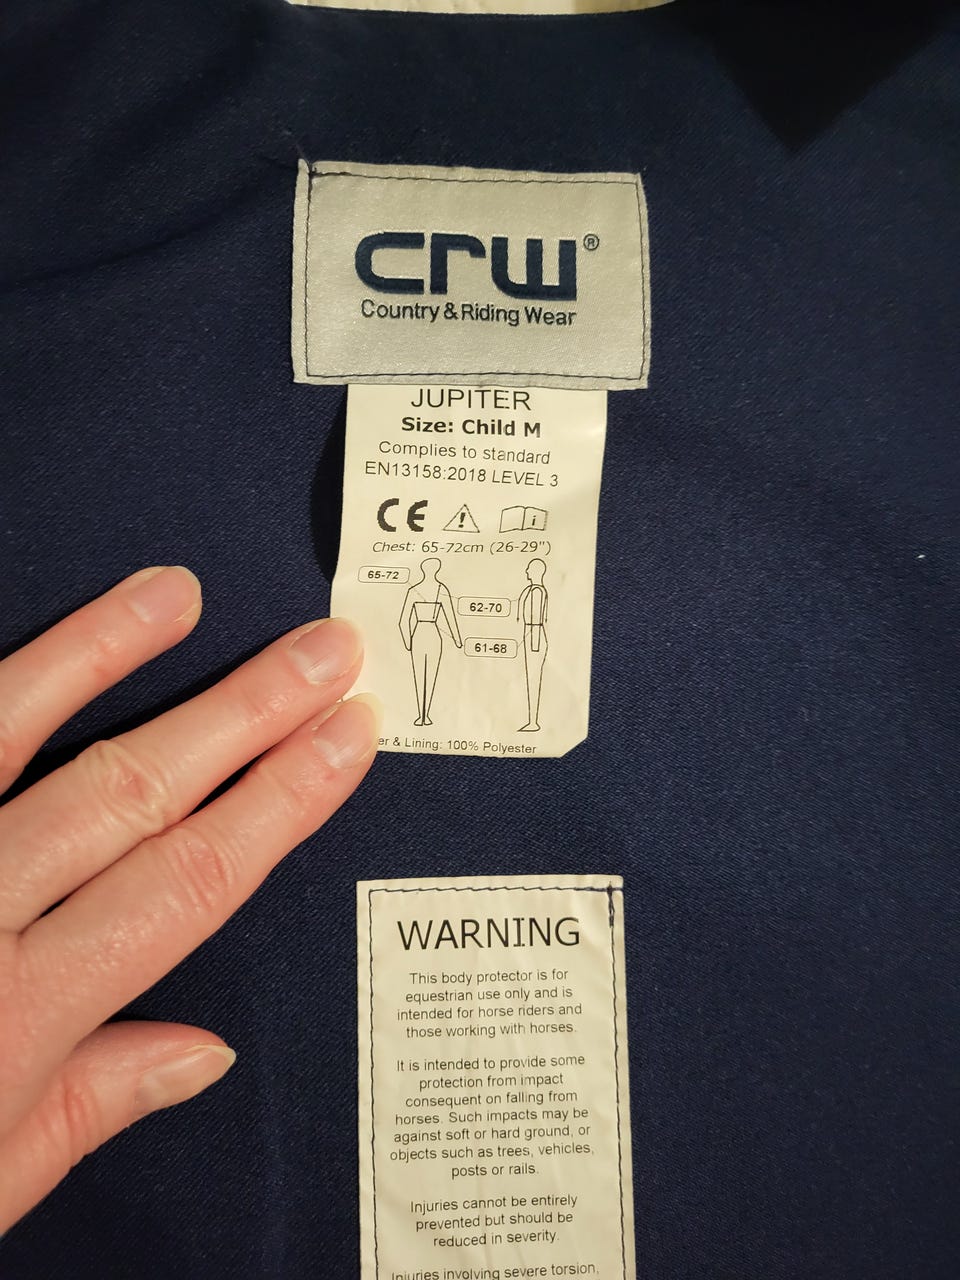 crw®
Country & Riding Wear
JUPITER
Size: Child M
Complies to standard
EN13158:2018 LEVEL 3
CE
Chest: 65-72cm (26-29")
65-72
62-70
61-68
er & Lining: 100% Polyester
WARNING
This body protector is for
equestrian use only and is
intended for horse riders and
those working with horses.
It is intended to provide some
protection from impact
consequent on falling from
horses. Such impacts may be
against soft or hard ground, or
objects such as trees, vehicles,
posts or rails.
Injuries cannot be entirely
prevented but should be
reduced in severity.
Injuries involving severe torsion,